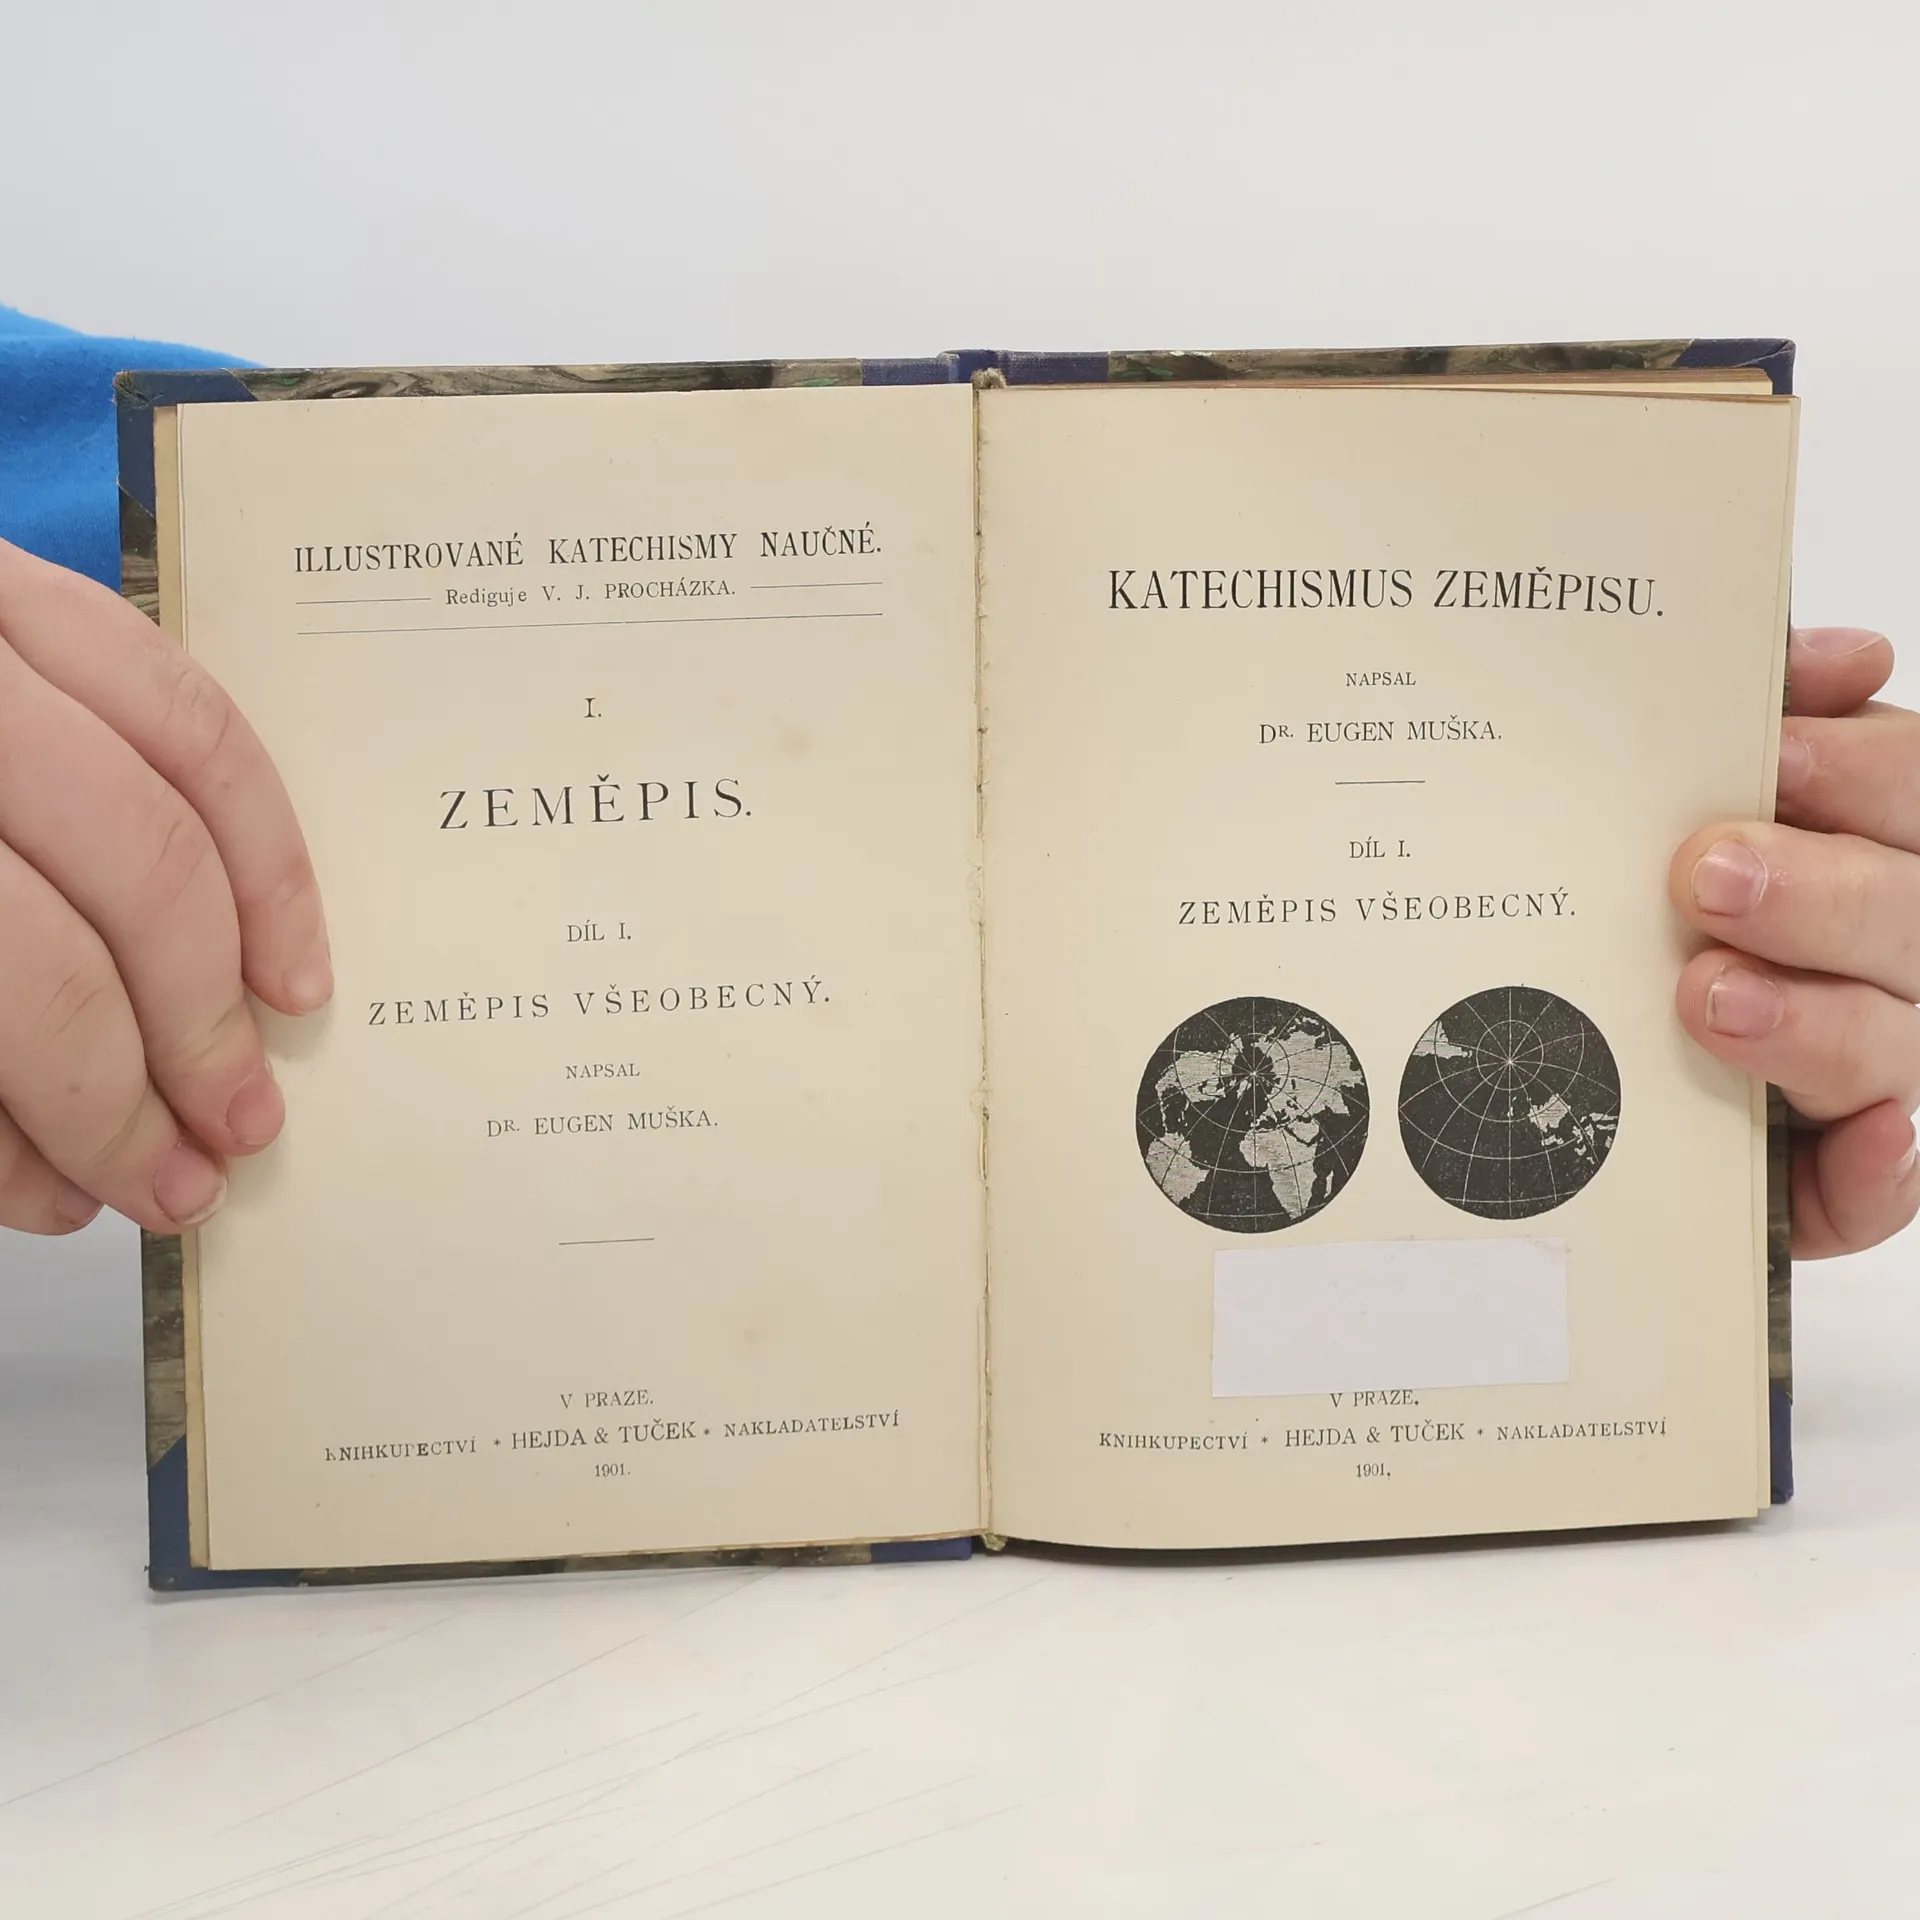 ILLUSTROVANÉ KATECHISMY NAUČNÉ.
Rediguje V. J. PROCHÁZKA.
I.
ZEMĚPIS.
DÍL I.
ZEMĚPIS VŠEOBECNÝ.
NAPSAL
DR. EUGEN MUŠKA.
V PRAZE.
KNIHKUPECTVÍ * HEJDA & TUČEK * NAKLADATELSTVÍ
1901.
KATECHISMUS ZEMĚPISU.
NAPSAL
DR. EUGEN MUŠKA.
DÍL I.
ZEMĚPIS VŠEOBECNÝ.
V PRAZE.
KNIHKUPECTVÍ * HEJDA & TUČEK * NAKLADATELSTVÍ
1901.